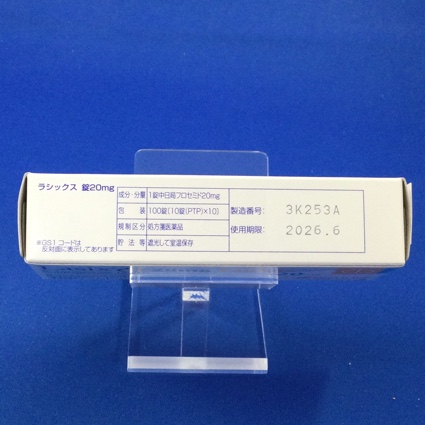 ラシックス 錠20mg
成分・分量 1錠中日局フロセミド20mg
包装 100錠[10錠(PTP)×10]
規制区分 処方箋医薬品
貯法等 遮光して室温保存
製造番号: 3K253A
使用期限: 2026.6
※GS1コードは
反対面に表示してあります